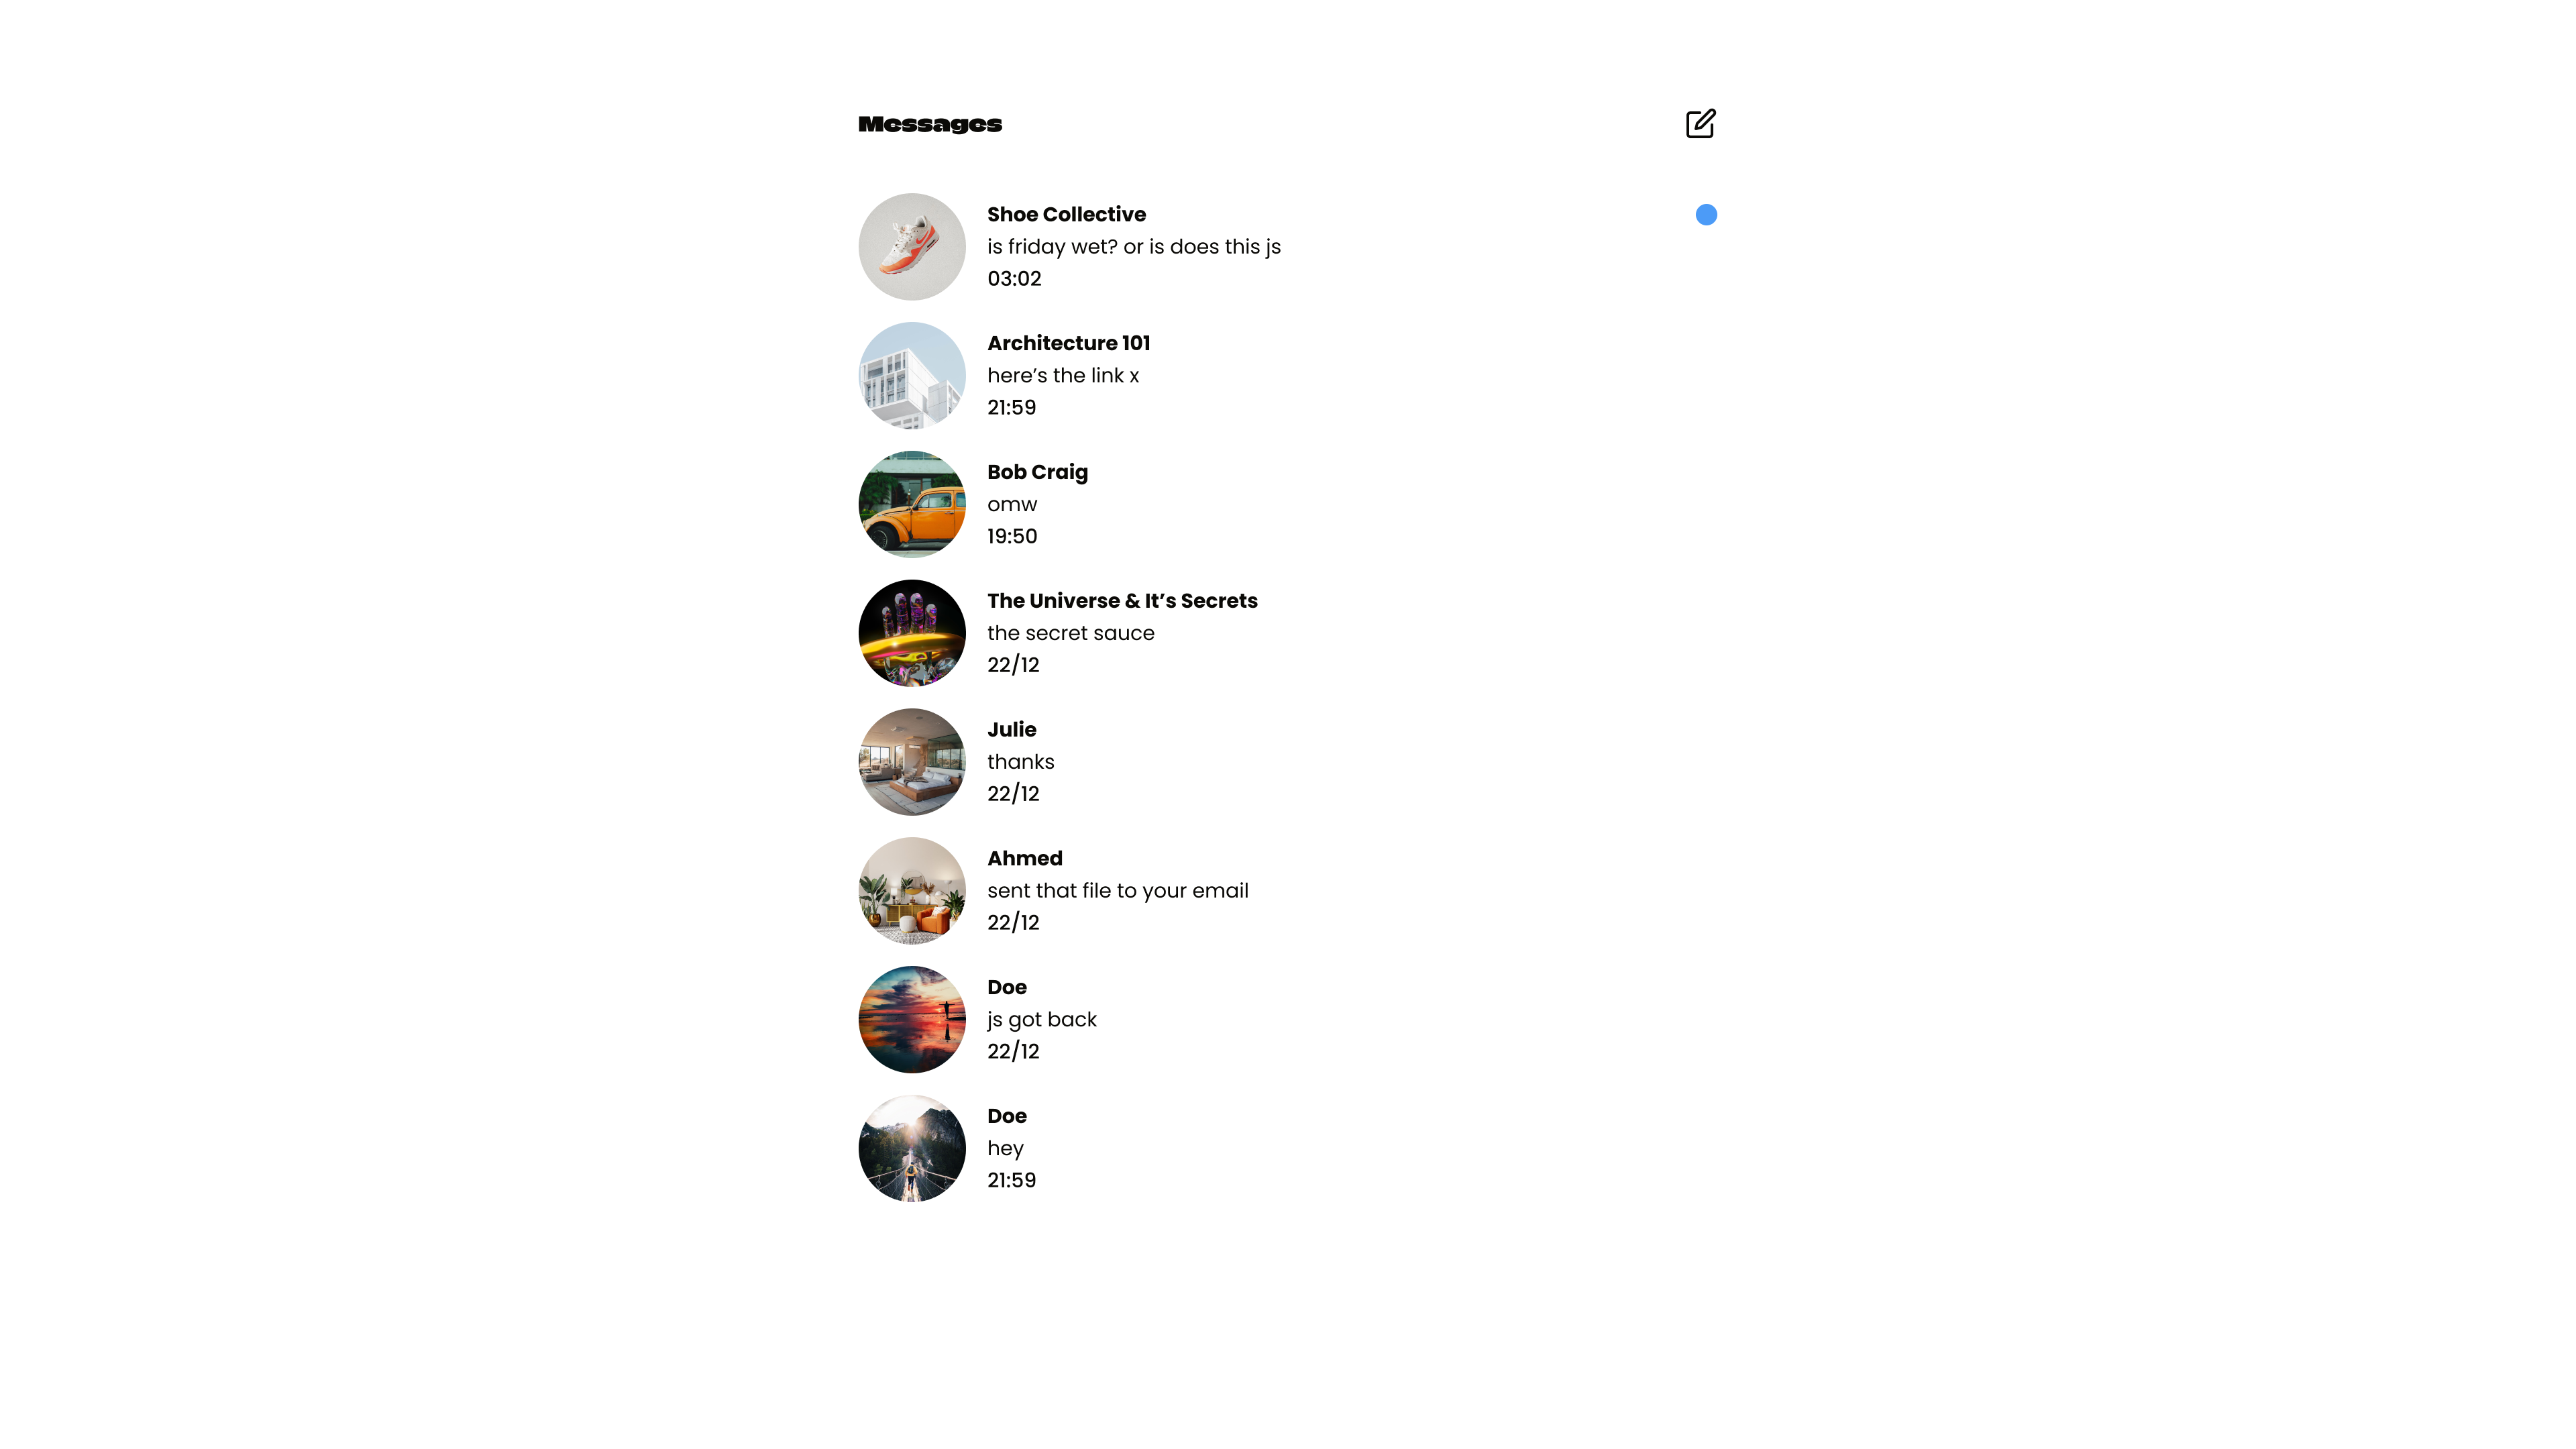 Messages
Shoe Collective
is friday wet? or is does this js
03:02
Architecture 101
here’s the link x
21:59
Bob Craig
omw
19:50
The Universe & It’s Secrets
the secret sauce
22/12
Julie
thanks
22/12
Ahmed
sent that file to your email
22/12
Doe
js got back
22/12
Doe
hey
21:59